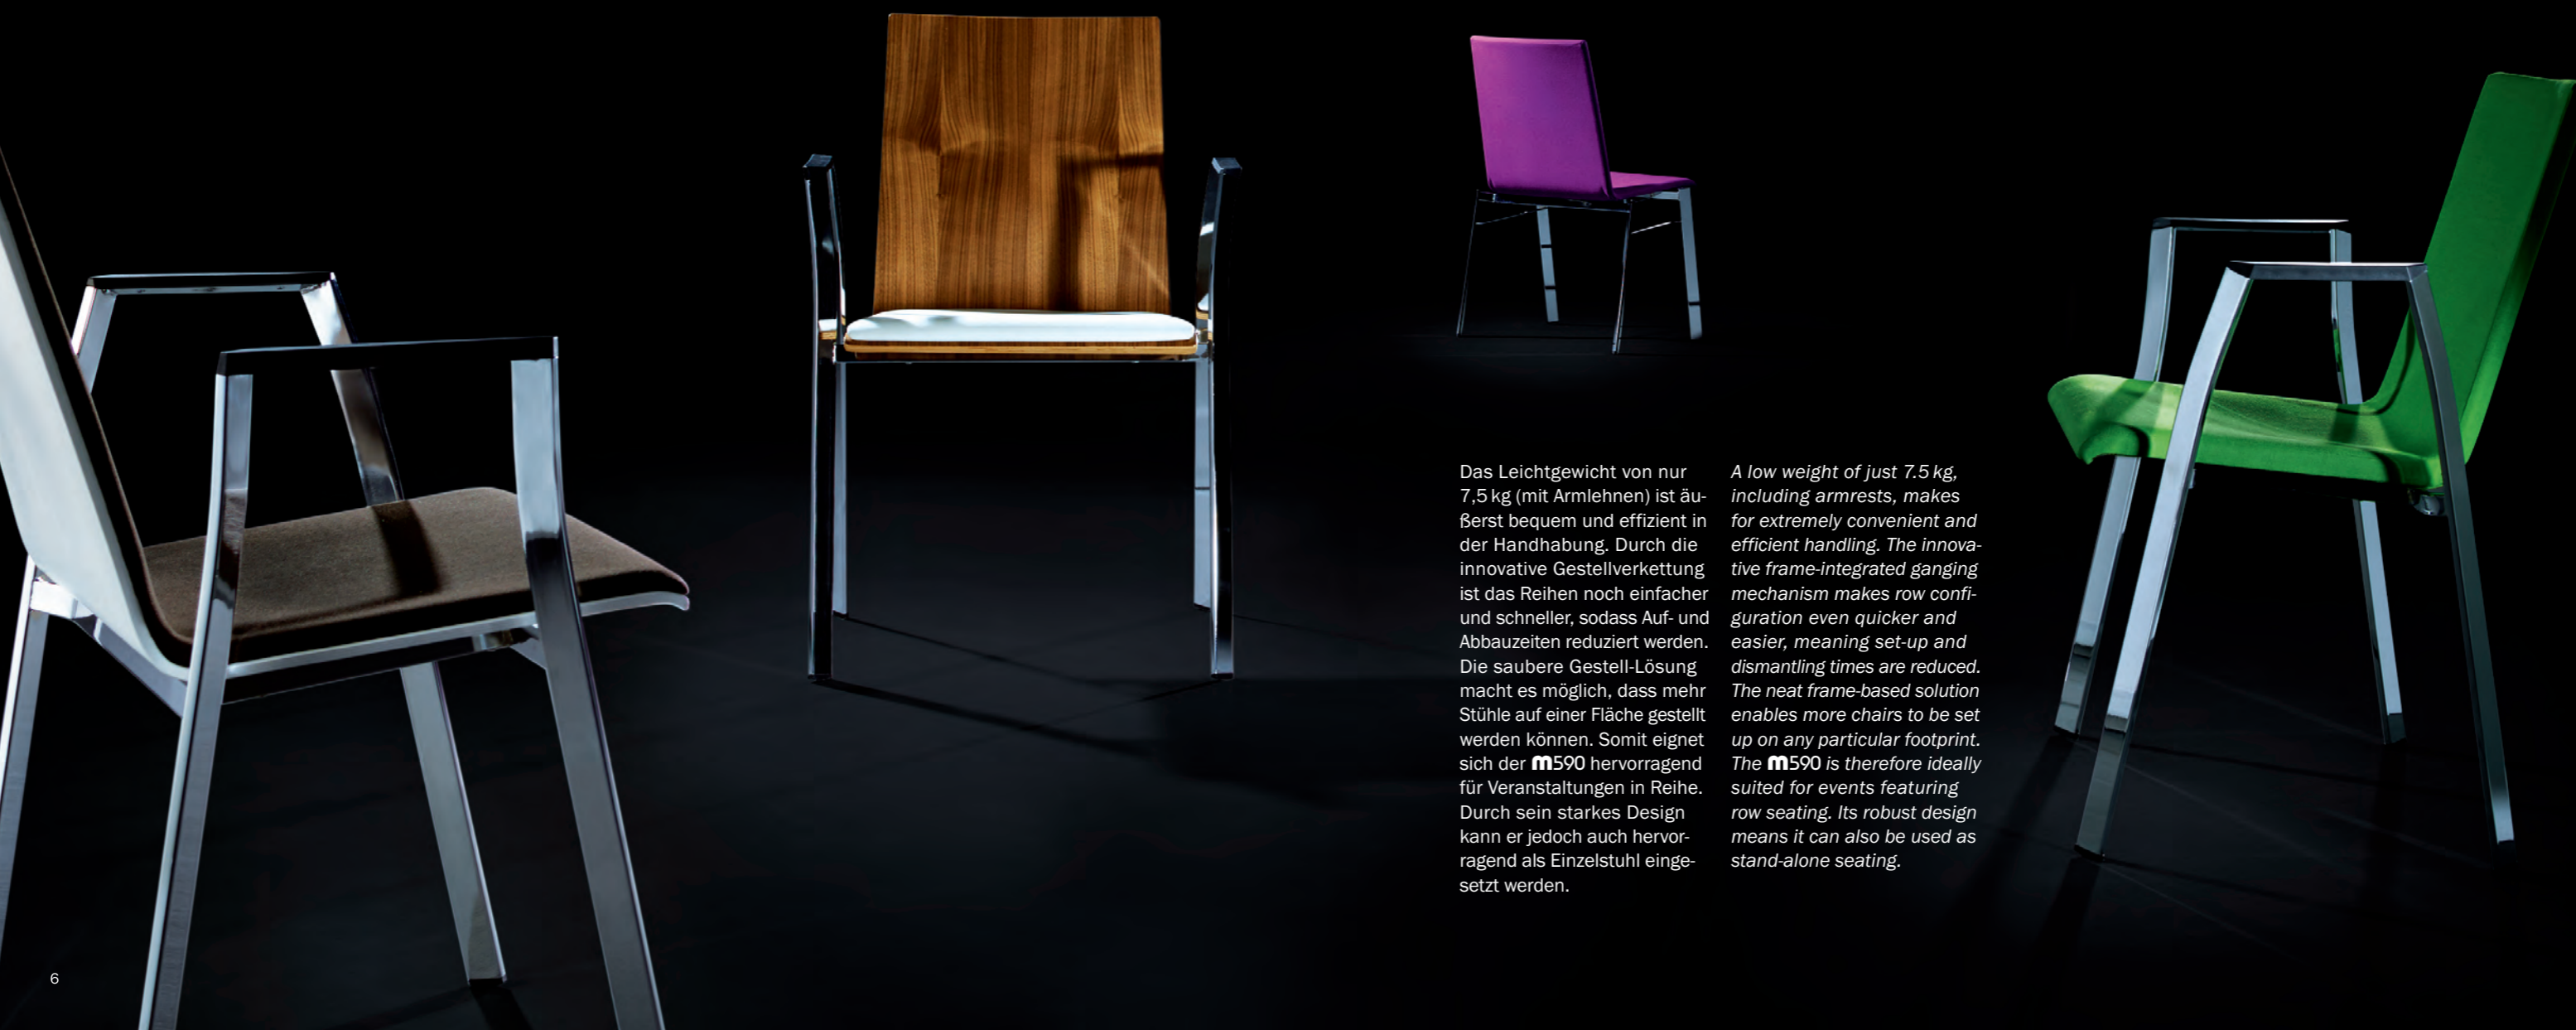 Das Leichtgewicht von nur
7,5 kg (mit Armlehnen) ist äu-
ßerst bequem und effizient in
der Handhabung. Durch die
innovative Gestellverkettung
ist das Reihen noch einfacher
und schneller, sodass Auf- und
Abbauzeiten reduziert werden.
Die saubere Gestell-Lösung
macht es möglich, dass mehr
Stühle auf einer Fläche gestellt
werden können. Somit eignet
sich der m590 hervorragend
für Veranstaltungen in Reihe.
Durch sein starkes Design
kann er jedoch auch hervor-
ragend als Einzelstuhl einge-
setzt werden.
A low weight of just 7.5 kg,
including armrests, makes
for extremely convenient and
efficient handling. The innova-
tive frame-integrated ganging
mechanism makes row confi-
guration even quicker and
easier, meaning set-up and
dismantling times are reduced.
The neat frame-based solution
enables more chairs to be set
up on any particular footprint.
The m590 is therefore ideally
suited for events featuring
row seating. Its robust design
means it can also be used as
stand-alone seating.
6